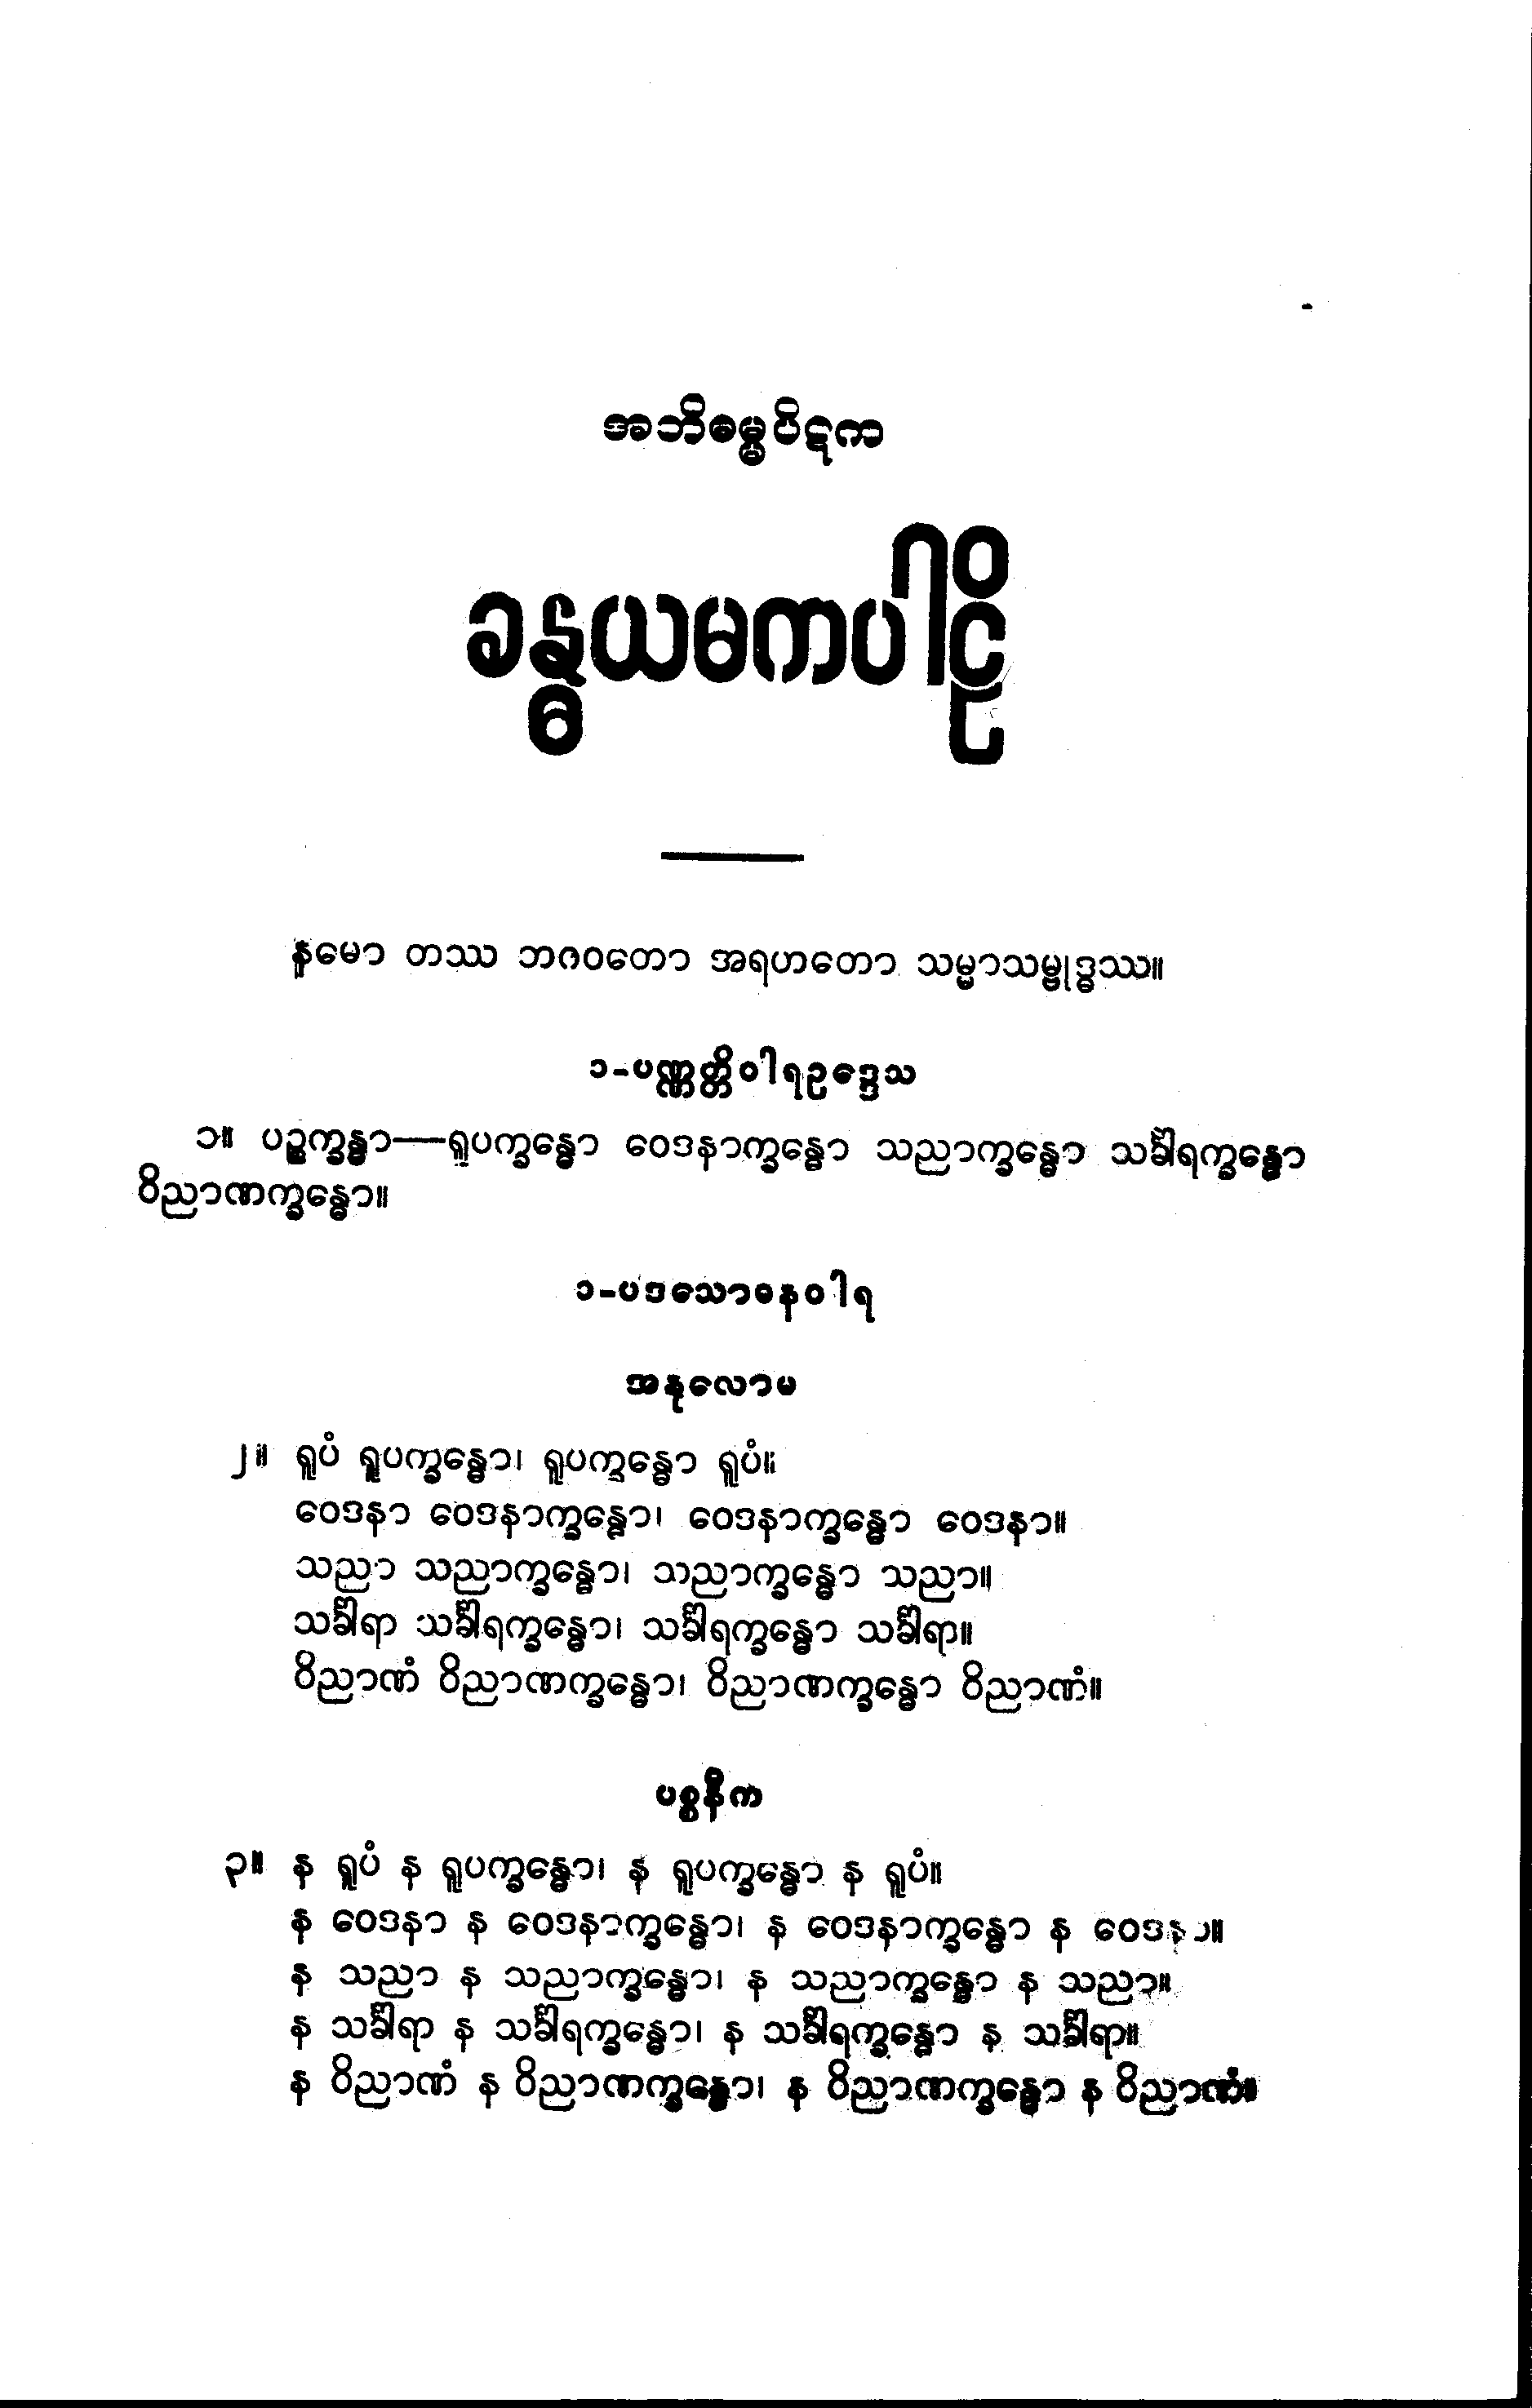 အဘိဓမ္မပိဋက
ခန္ဓယမကပါဠိ
နမော တဿ ဘဂဝတော အရဟတော သမ္မာသမ္ဗုဒ္ဓဿ။
၁-ပဏ္ဏတ္တိဝါရဥဒ္ဒေသ
၁။ ပဉ္စက္ခန္ဓာ—ရူပက္ခန္ဓော ဝေဒနာက္ခန္ဓော သညာက္ခန္ဓော သင်္ခါရက္ခန္ဓော
ဝိညာဏက္ခန္ဓော။
၁-ပဒသောဓနဝါရ
အနုလောမ
၂။ ရူပံ ရူပက္ခန္ဓော၊ ရူပက္ခန္ဓော ရူပံ။
ဝေဒနာ ဝေဒနာက္ခန္ဓော၊ ဝေဒနာက္ခန္ဓော ဝေဒနာ။
သညာ သညာက္ခန္ဓော၊ သညာက္ခန္ဓော သညာ။
သင်္ခါရာ သင်္ခါရက္ခန္ဓော၊ သင်္ခါရက္ခန္ဓော သင်္ခါရာ။
ဝိညာဏံ ဝိညာဏက္ခန္ဓော၊ ဝိညာဏက္ခန္ဓော ဝိညာဏံ။
ပစ္စနီက
၃။ န ရူပံ န ရူပက္ခန္ဓော၊ န ရူပက္ခန္ဓော န ရူပံ။
န ဝေဒနာ န ဝေဒနာက္ခန္ဓော၊ န ဝေဒနာက္ခန္ဓော န ဝေဒနာ။
န သညာ န သညာက္ခန္ဓော၊ န သညာက္ခန္ဓော န သညာ။
န သင်္ခါရာ န သင်္ခါရက္ခန္ဓော၊ န သင်္ခါရက္ခန္ဓော န သင်္ခါရာ။
န ဝိညာဏံ န ဝိညာဏက္ခန္ဓော၊ န ဝိညာဏက္ခန္ဓော န ဝိညာဏံ။